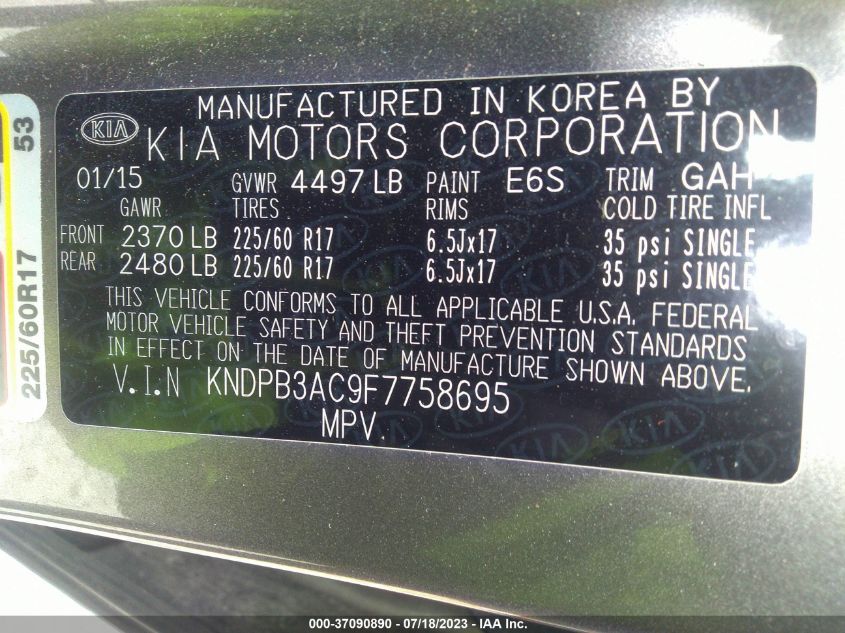 MANUFACTURED IN KOREA BY
KIA KIA MOTORS CORPORATION
01/15 GVWR 4497 LB PAINT E6S TRIM GAH
GAWR TIRES RIMS COLD TIRE INFL
FRONT 2370 LB 225/60 R17 6.5Jx17 35 psi SINGLE
REAR 2480 LB 225/60 R17 6.5Jx17 35 psi SINGLE
THIS VEHICLE CONFORMS TO ALL APPLICABLE U.S.A. FEDERAL
MOTOR VEHICLE SAFETY AND THEFT PREVENTION STANDARDS
IN EFFECT ON THE DATE OF MANUFACTURE SHOWN ABOVE.
V.I.N KNDPB3AC9F7758695
MPV
225/60R17 53
000-37090890 - 07/18/2023 - IAA Inc.